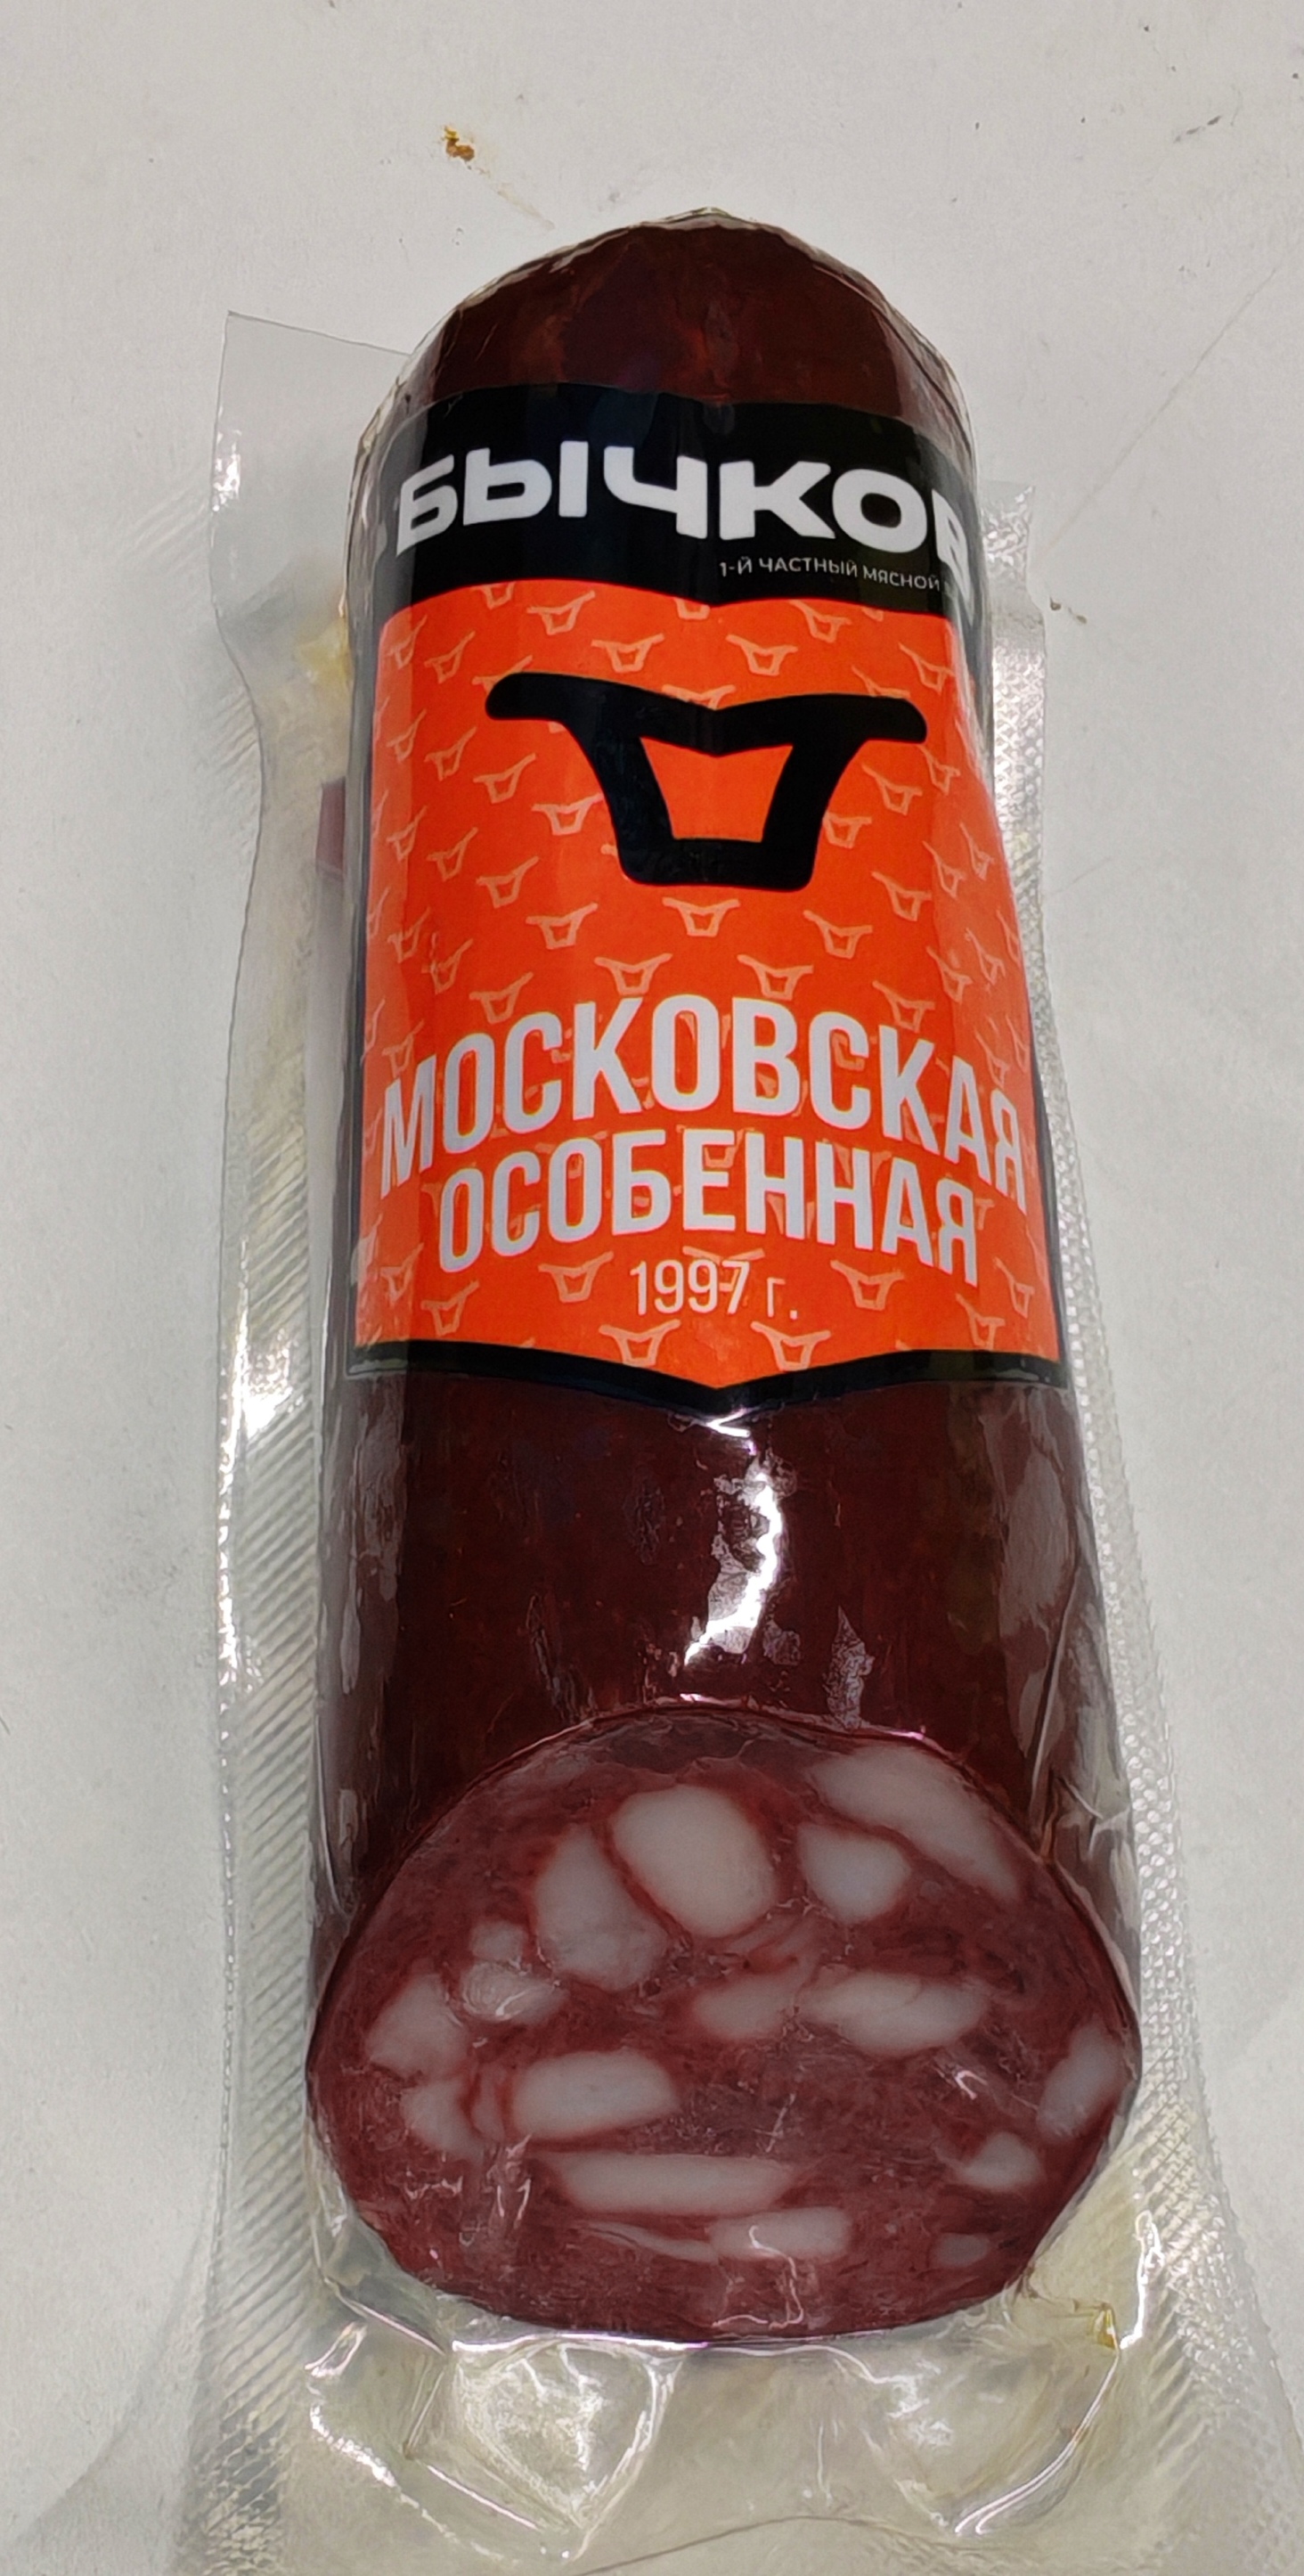 БЫЧКОВ
1-Й ЧАСТНЫЙ МЯСНОЙ
МОСКОВСКАЯ
ОСОБЕННАЯ
1997 г.